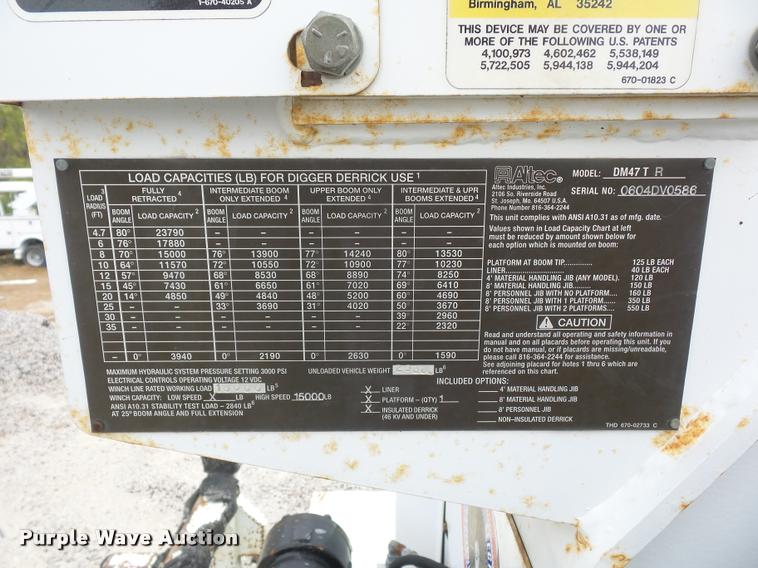 1-670-40205 A
Birmingham, AL 35242
THIS DEVICE MAY BE COVERED BY ONE OR
MORE OF THE FOLLOWING U.S. PATENTS
4,100,973 4,602,462 5,538,149
5,722,505 5,944,138 5,944,204
670-01823 C
LOAD CAPACITIES (LB) FOR DIGGER DERRICK USE 1
3 LOAD RADIUS (FT)
FULLY RETRACTED 4
INTERMEDIATE BOOM ONLY EXTENDED 4
UPPER BOOM ONLY EXTENDED 4
INTERMEDIATE & UPR BOOMS EXTENDED 4
BOOM ANGLE LOAD CAPACITY 2 BOOM ANGLE LOAD CAPACITY 2 BOOM ANGLE LOAD CAPACITY 2 BOOM ANGLE LOAD CAPACITY 2
4.7 80° 23790
6 76° 17880
8 70° 15000 76° 13900 77° 14240 80° 13530
10 64° 11570 72° 10550 72° 10900 77° 10230
12 57° 9470 68° 8530 68° 8890 74° 8250
15 45° 7430 61° 6650 61° 7020 69° 6410
20 14° 4850 49° 4840 48° 5200 60° 4690
25 – 33° 3690 31° 4020 50 3670
30 – – – 39° 2960
35 22° 2320
– 0° 3940 0° 2190 0° 2630 0° 1590
MAXIMUM HYDRAULIC SYSTEM PRESSURE SETTING 3000 PSI
ELECTRICAL CONTROLS OPERATING VOLTAGE 12 VDC
WINCH LINE RATED WORKING LOAD LB5
WINCH CAPACITY: LOW SPEED X LB HIGH SPEED 15000 LB
ANSI A10.31 STABILITY TEST LOAD – 2840 LB6
AT 25° BOOM ANGLE AND FULL EXTENSION
UNLOADED VEHICLE WEIGHT LB6
INCLUDED OPTIONS:
X LINER
X PLATFORM – (QTY) 1
X INSULATED DERRICK
(46 KV AND UNDER)
4' MATERIAL HANDLING JIB
8' MATERIAL HANDLING JIB
8' PERSONNEL JIB
NON-INSULATED DERRICK
Altec®
Altec Industries, Inc.
2106 So. Riverside Road
St. Joseph, Mo. 64507 U.S.A.
Phone Number 816-364-2244
MODEL: DM47 T R
SERIAL NO: 0604DV0586
This unit complies with ANSI A10.31 as of mfg. date.
Values shown in Load Capacity Chart at left
must be reduced by amount shown below for
each option which is mounted on boom:
PLATFORM AT BOOM TIP 125 LB EACH
LINER 40 LB EACH
4' MATERIAL HANDLING JIB (ANY MODEL). 120 LB
8' MATERIAL HANDLING JIB 150 LB
8' PERSONNEL JIB WITH NO PLATFORM 160 LB
8' PERSONNEL JIB WITH 1 PLATFORM 350 LB
8' PERSONNEL JIB WITH 2 PLATFORMS 550 LB
CAUTION
Read and understand all operating and safety information in
manual and on all placards before operating this unit. If you
do not have manual, or if placards are missing/unreadable,
please call 816-364-2244 for assistance.
See adjoining placard for notes 1 thru 6 which are
referenced on this chart.
THD 670-02733 C
Purple Wave Auction